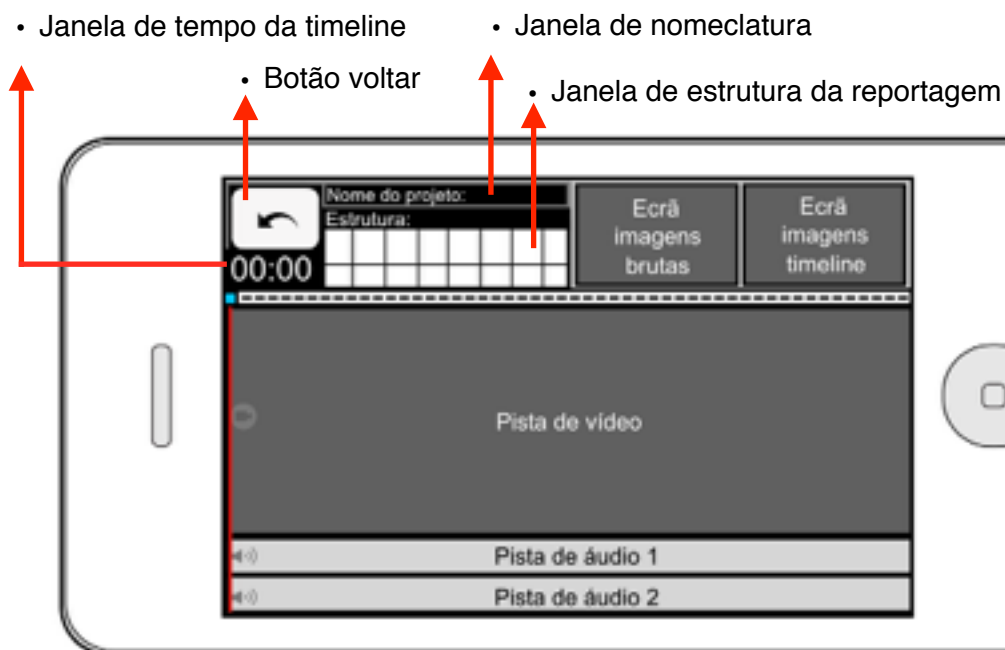 • Janela de tempo da timeline
• Janela de nomeclatura
• Botão voltar
• Janela de estrutura da reportagem
Nome do projeto:
Estrutura:
00:00
Ecrã
imagens
brutas
Ecrã
imagens
timeline
Pista de vídeo
Pista de áudio 1
Pista de áudio 2